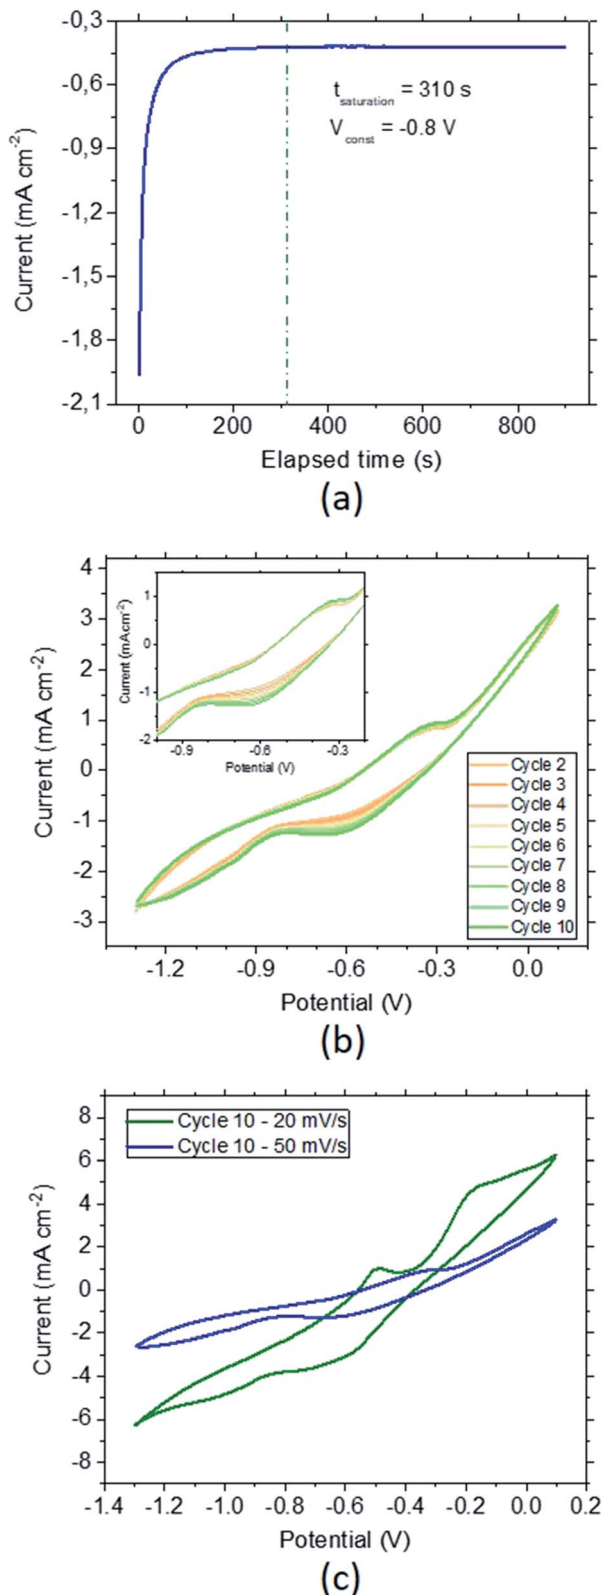 -0,3
-0,6
-0,9
-1,2
-1,5
-1,8
-2,1
Current (mA cm-2)
t saturation = 310 s
V const = -0.8 V
0 200 400 600 800
Elapsed time (s)
(a)
4
3
2
1
0
-1
-2
-3
Current (mA cm-2)
1
0
-1
-2
Current (mAcm-2)
-0.9 -0.6 -0.3
Potential (V)
Cycle 2
Cycle 3
Cycle 4
Cycle 5
Cycle 6
Cycle 7
Cycle 8
Cycle 9
Cycle 10
-1.2 -0.9 -0.6 -0.3 0.0
Potential (V)
(b)
8
6
4
2
0
-2
-4
-6
-8
Current (mA cm-2)
Cycle 10 - 20 mV/s
Cycle 10 - 50 mV/s
-1.4 -1.2 -1.0 -0.8 -0.6 -0.4 -0.2 0.0 0.2
Potential (V)
(c)